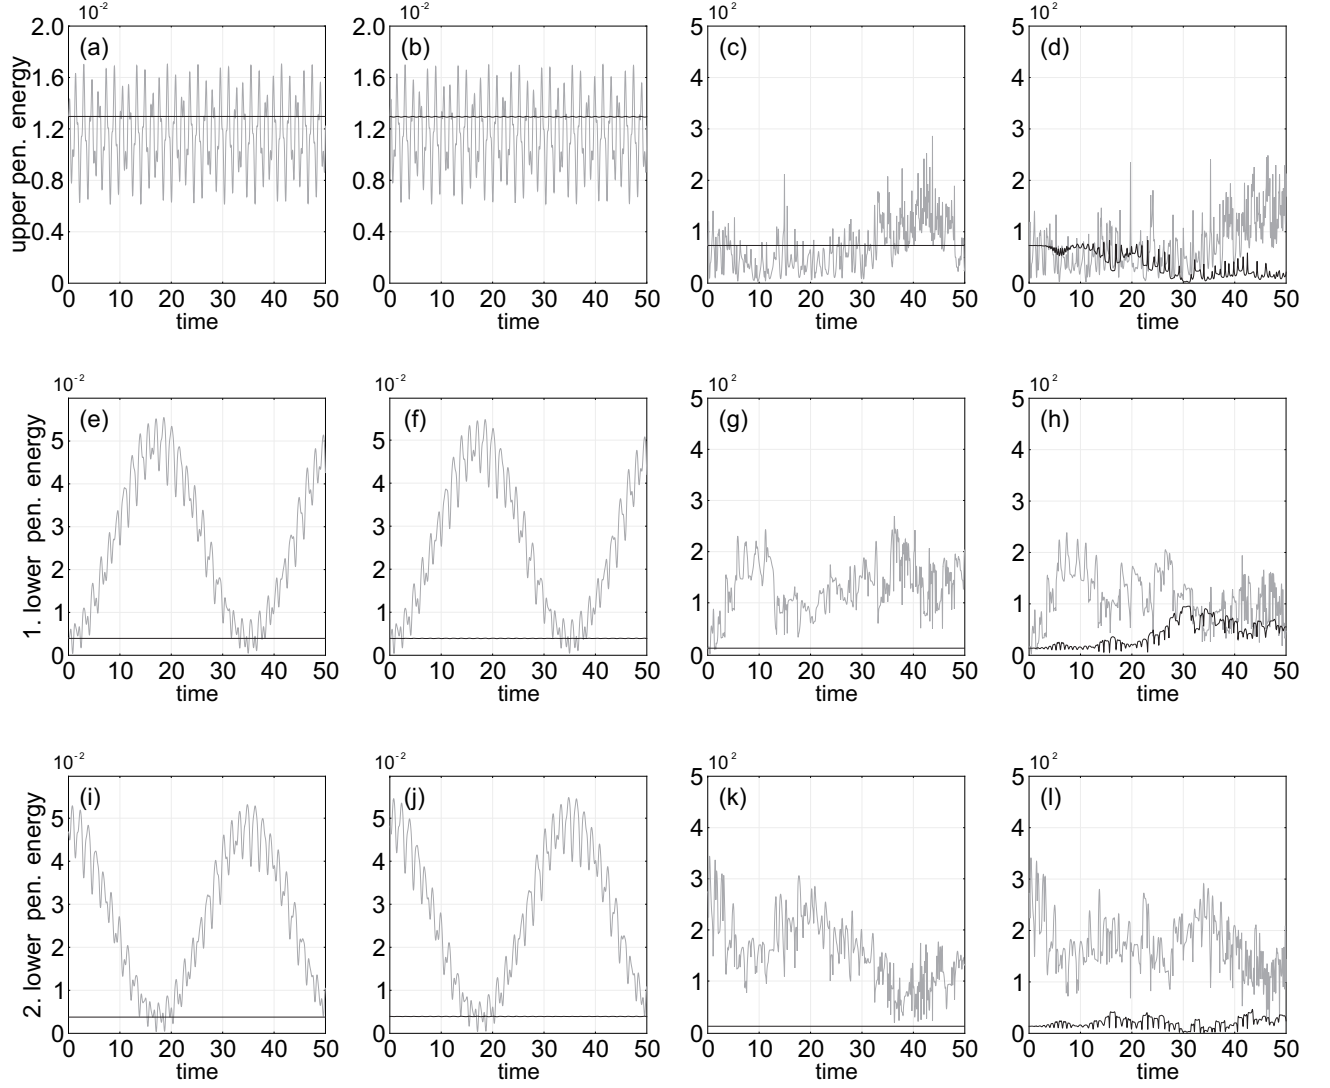 10⁻² 10⁻² 10² 10²
2.0 2.0 5 5
(a) (b) (c) (d)
1.6 1.6 4 4
1.2 1.2 3 3
0.8 0.8 2 2
0.4 0.4 1 1
0 0 0 0
upper pen. energy
0 10 20 30 40 50 0 10 20 30 40 50 0 10 20 30 40 50 0 10 20 30 40 50
time time time time
10⁻² 10⁻² 10² 10²
5 5
(e) (f) (g) (h)
5 5 4 4
4 4 3 3
3 3 2 2
2 2 1 1
1 1
0 0 0 0
1. lower pen. energy
0 10 20 30 40 50 0 10 20 30 40 50 0 10 20 30 40 50 0 10 20 30 40 50
time time time time
10⁻² 10⁻² 10² 10²
5 5
(i) (j) (k) (l)
5 5 4 4
4 4 3 3
3 3 2 2
2 2 1 1
1 1
0 0 0 0
2. lower pen. energy
0 10 20 30 40 50 0 10 20 30 40 50 0 10 20 30 40 50 0 10 20 30 40 50
time time time time